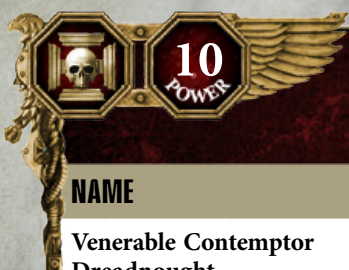 10
POWER
NAME
Venerable Contemptor
Dreadnought